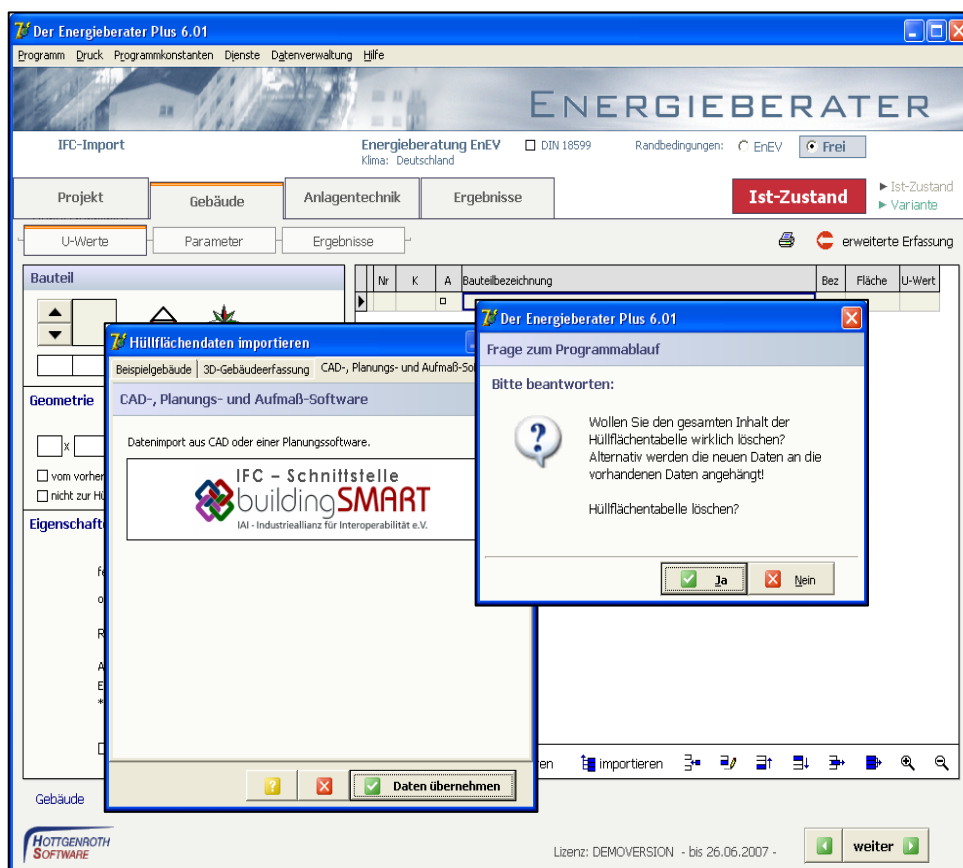 Der Energieberater Plus 6.01
Programm Druck Programmkonstanten Dienste Datenverwaltung Hilfe
ENERGIEBERATER
IFC-Import
Energieberatung EnEV
DIN 18599
Randbedingungen:
EnEV
Frei
Klima: Deutschland
Projekt
Gebäude
Anlagentechnik
Ergebnisse
Ist-Zustand
Ist-Zustand
Variante
U-Werte
Parameter
Ergebnisse
erweiterte Erfassung
Bauteil
Nr K A Bauteilbezeichnung Bez Fläche U-Wert
Geometrie
x
vom vorher
nicht zur Hü
Eigenschaft
Hüllflächendaten importieren
Beispielgebäude
3D-Gebäudeerfassung
CAD-, Planungs- und Aufmaß-So
CAD-, Planungs- und Aufmaß-Software
Datenimport aus CAD oder einer Planungssoftware.
IFC – Schnittstelle
buildingSMART
IAI - Industrieallianz für Interoperabilität e.V.
Daten übernehmen
Der Energieberater Plus 6.01
Frage zum Programmablauf
Bitte beantworten:
Wollen Sie den gesamten Inhalt der
Hüllflächentabelle wirklich löschen?
Alternativ werden die neuen Daten an die
vorhandenen Daten angehängt!
Hüllflächentabelle löschen?
Ja
Nein
importieren
Gebäude
HOTTGENROTH
SOFTWARE
Lizenz: DEMOVERSION - bis 26.06.2007 -
weiter